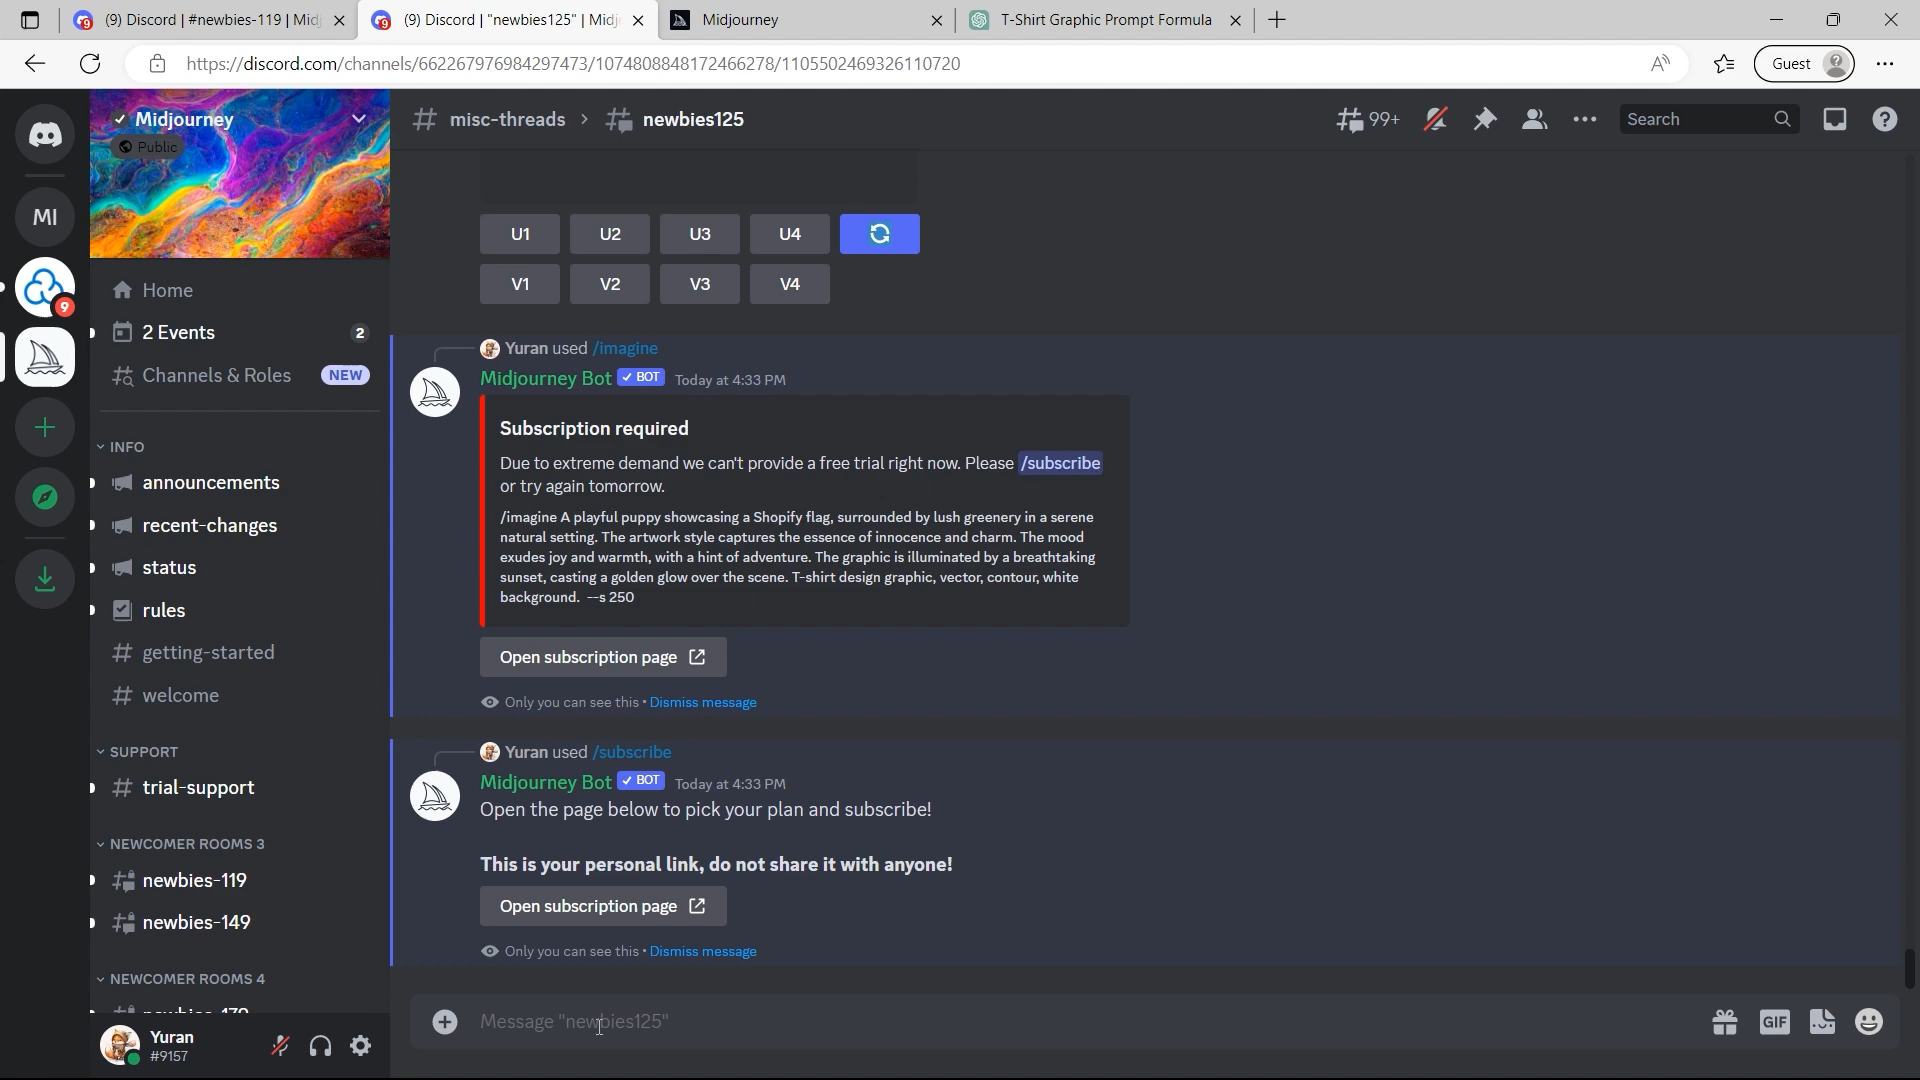 (9) Discord | #newbies-119 | Mid
(9) Discord | "newbies125" | Midj
Midjourney
T-Shirt Graphic Prompt Formula
https://discord.com/channels/662267976984297473/1074808848172466278/1105502469326110720
Guest
Midjourney
Public
MI
9
Home
2 Events
2
Channels & Roles
NEW
INFO
announcements
recent-changes
status
rules
getting-started
welcome
SUPPORT
trial-support
NEWCOMER ROOMS 3
newbies-119
newbies-149
NEWCOMER ROOMS 4
Yuran
#9157
misc-threads > newbies125
99+
Search
U1 U2 U3 U4
V1 V2 V3 V4
Yuran used /imagine
Midjourney Bot ✓ BOT Today at 4:33 PM
Subscription required
Due to extreme demand we can't provide a free trial right now. Please /subscribe
or try again tomorrow.
/imagine A playful puppy showcasing a Shopify flag, surrounded by lush greenery in a serene
natural setting. The artwork style captures the essence of innocence and charm. The mood
exudes joy and warmth, with a hint of adventure. The graphic is illuminated by a breathtaking
sunset, casting a golden glow over the scene. T-shirt design graphic, vector, contour, white
background. --s 250
Open subscription page
Only you can see this • Dismiss message
Yuran used /subscribe
Midjourney Bot ✓ BOT Today at 4:33 PM
Open the page below to pick your plan and subscribe!
This is your personal link, do not share it with anyone!
Open subscription page
Only you can see this • Dismiss message
Message "newbies125"
GIF